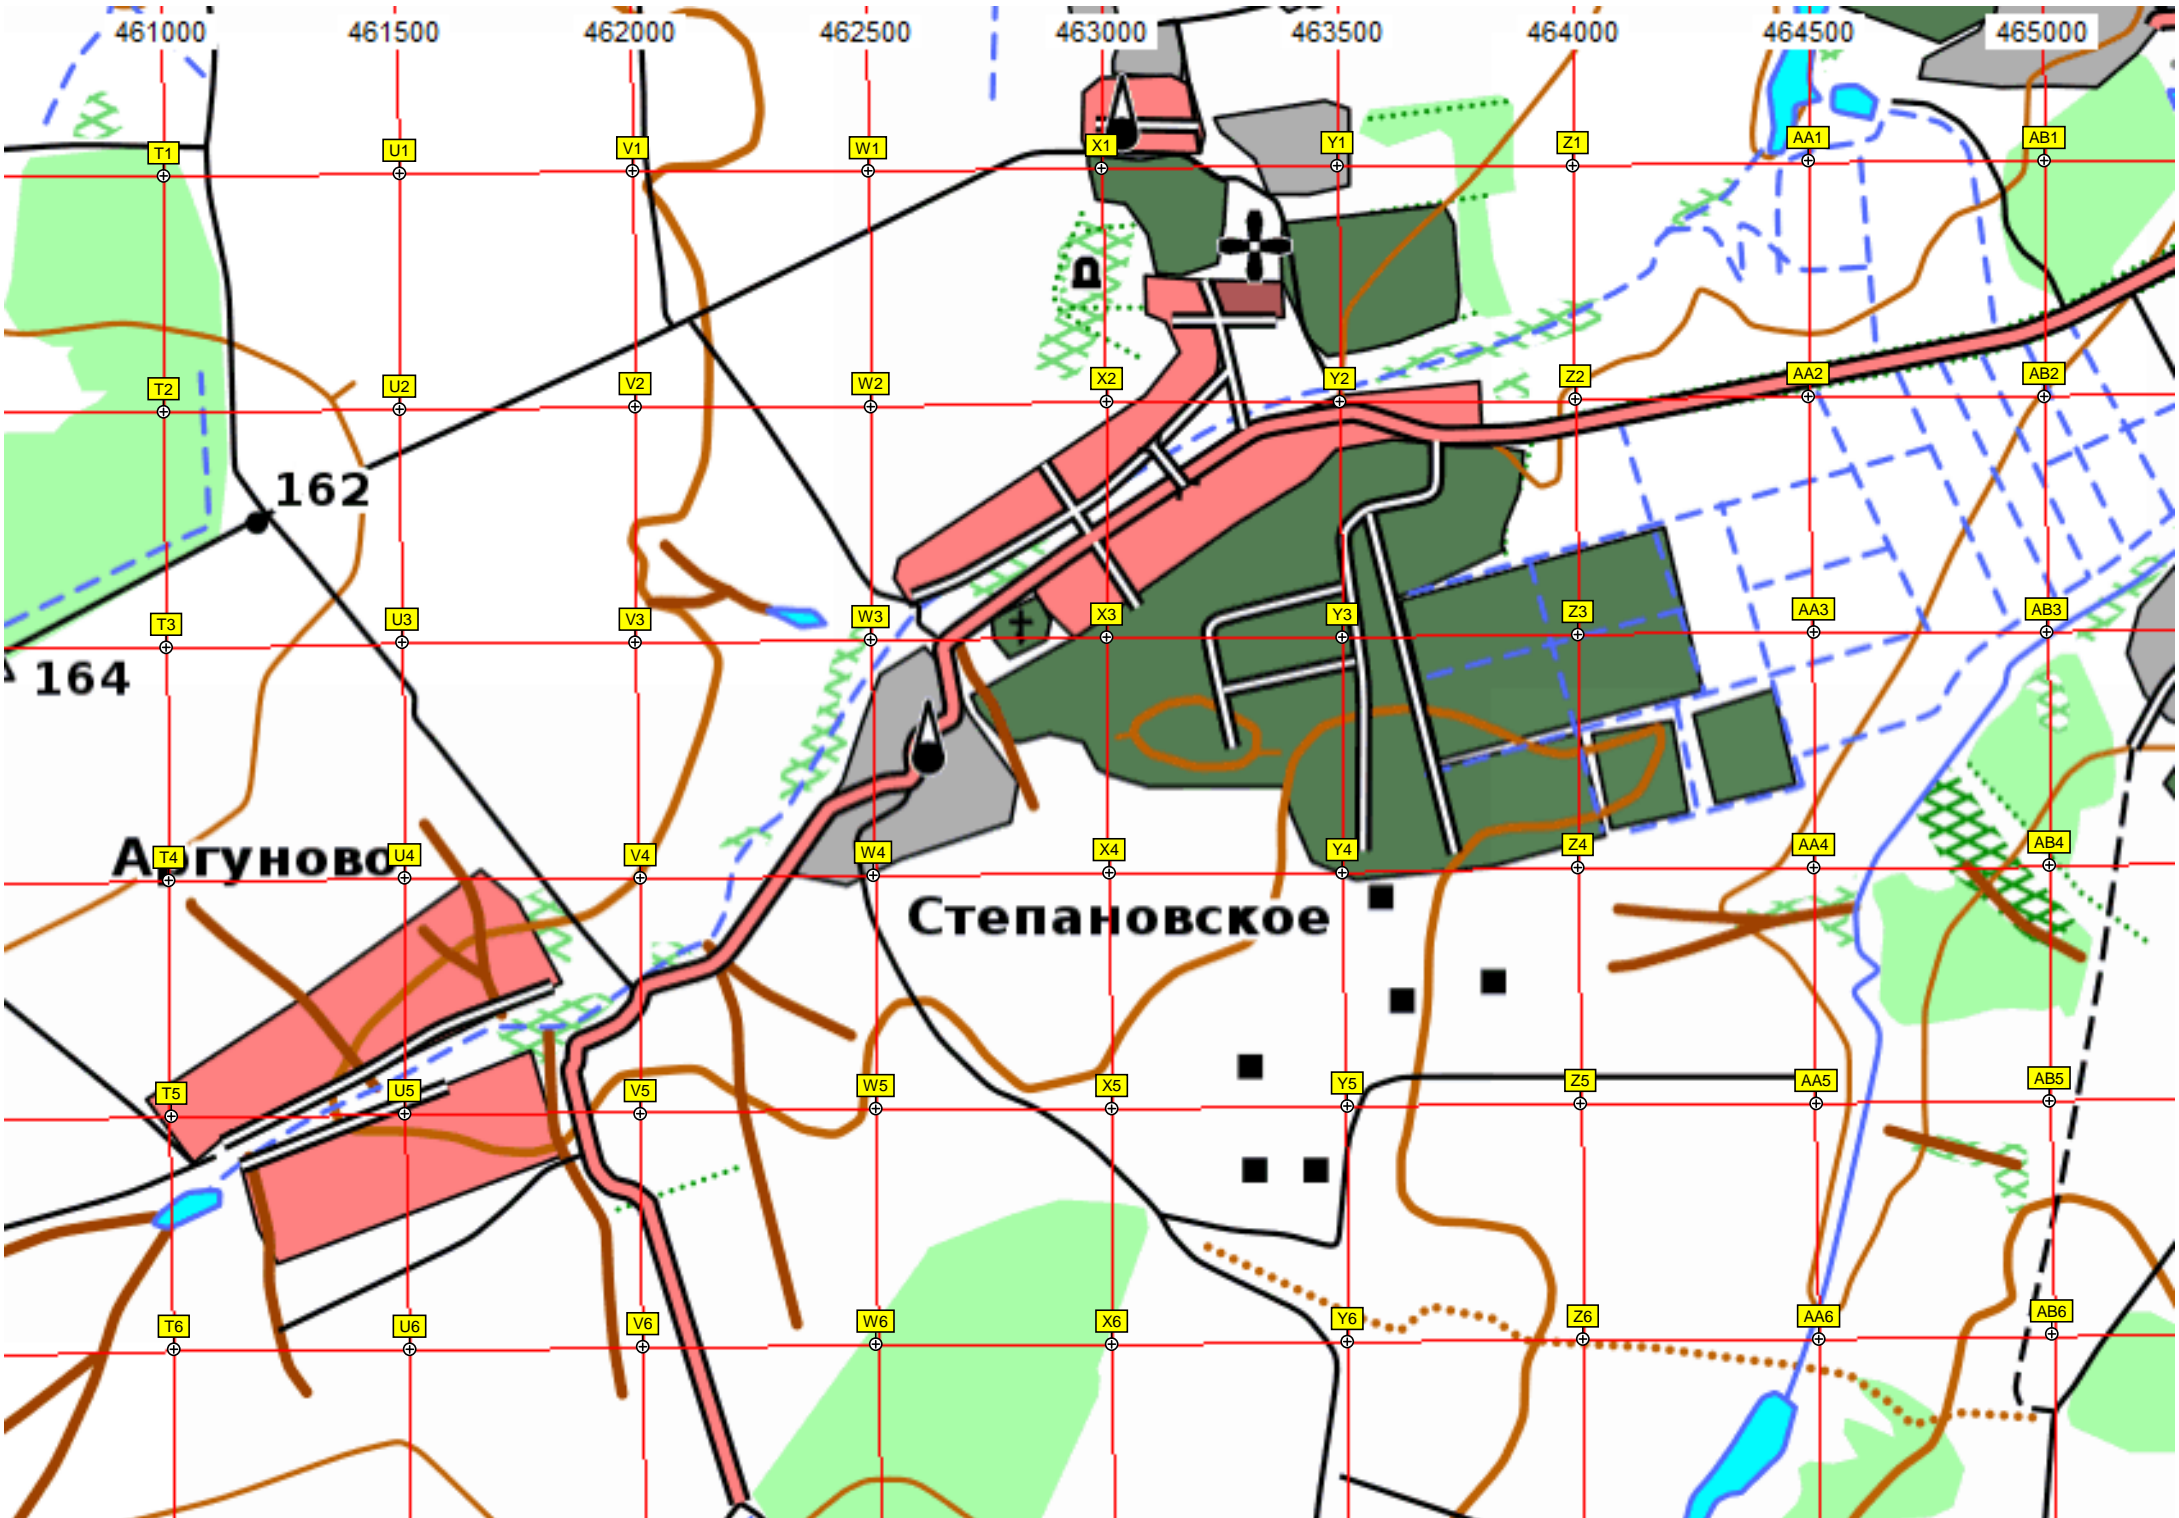 461000 461500 462000 462500 463000 463500 464000 464500 465000
T1 U1 V1 W1 X1 Y1 Z1 AA1 AB1
T2 U2 V2 W2 X2 Y2 Z2 AA2 AB2
162
T3 U3 V3 W3 X3 Y3 Z3 AA3 AB3
164
Аргуново
T4 U4 V4 W4 X4 Y4 Z4 AA4 AB4
Степановское
T5 U5 V5 W5 X5 Y5 Z5 AA5 AB5
T6 U6 V6 W6 X6 Y6 Z6 AA6 AB6